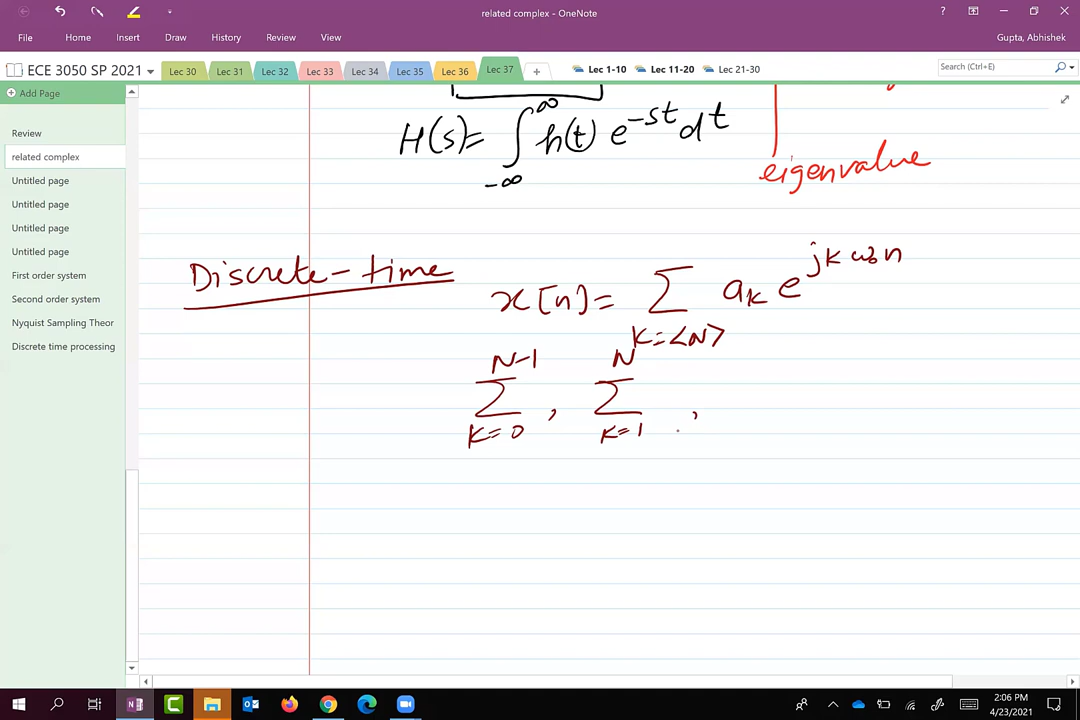 related complex - OneNote
Gupta, Abhishek
File Home Insert Draw History Review View
ECE 3050 SP 2021 Lec 30 Lec 31 Lec 32 Lec 33 Lec 34 Lec 35 Lec 36 Lec 37 Lec 1-10 Lec 11-20 Lec 21-30 Search (Ctrl+E)
Add Page
Review
related complex
Untitled page
Untitled page
Untitled page
Untitled page
First order system
Second order system
Nyquist Sampling Theor
Discrete time processing
H(s) = ∫_{-∞}^{∞} h(t) e^{-st} dt
eigenvalue
Discrete-time
x[n] = Σ_{k=<N>} a_k e^{jkω_0n}
Σ_{k=0}^{N-1} , Σ_{k=1}^{N} ,
2:06 PM
4/23/2021